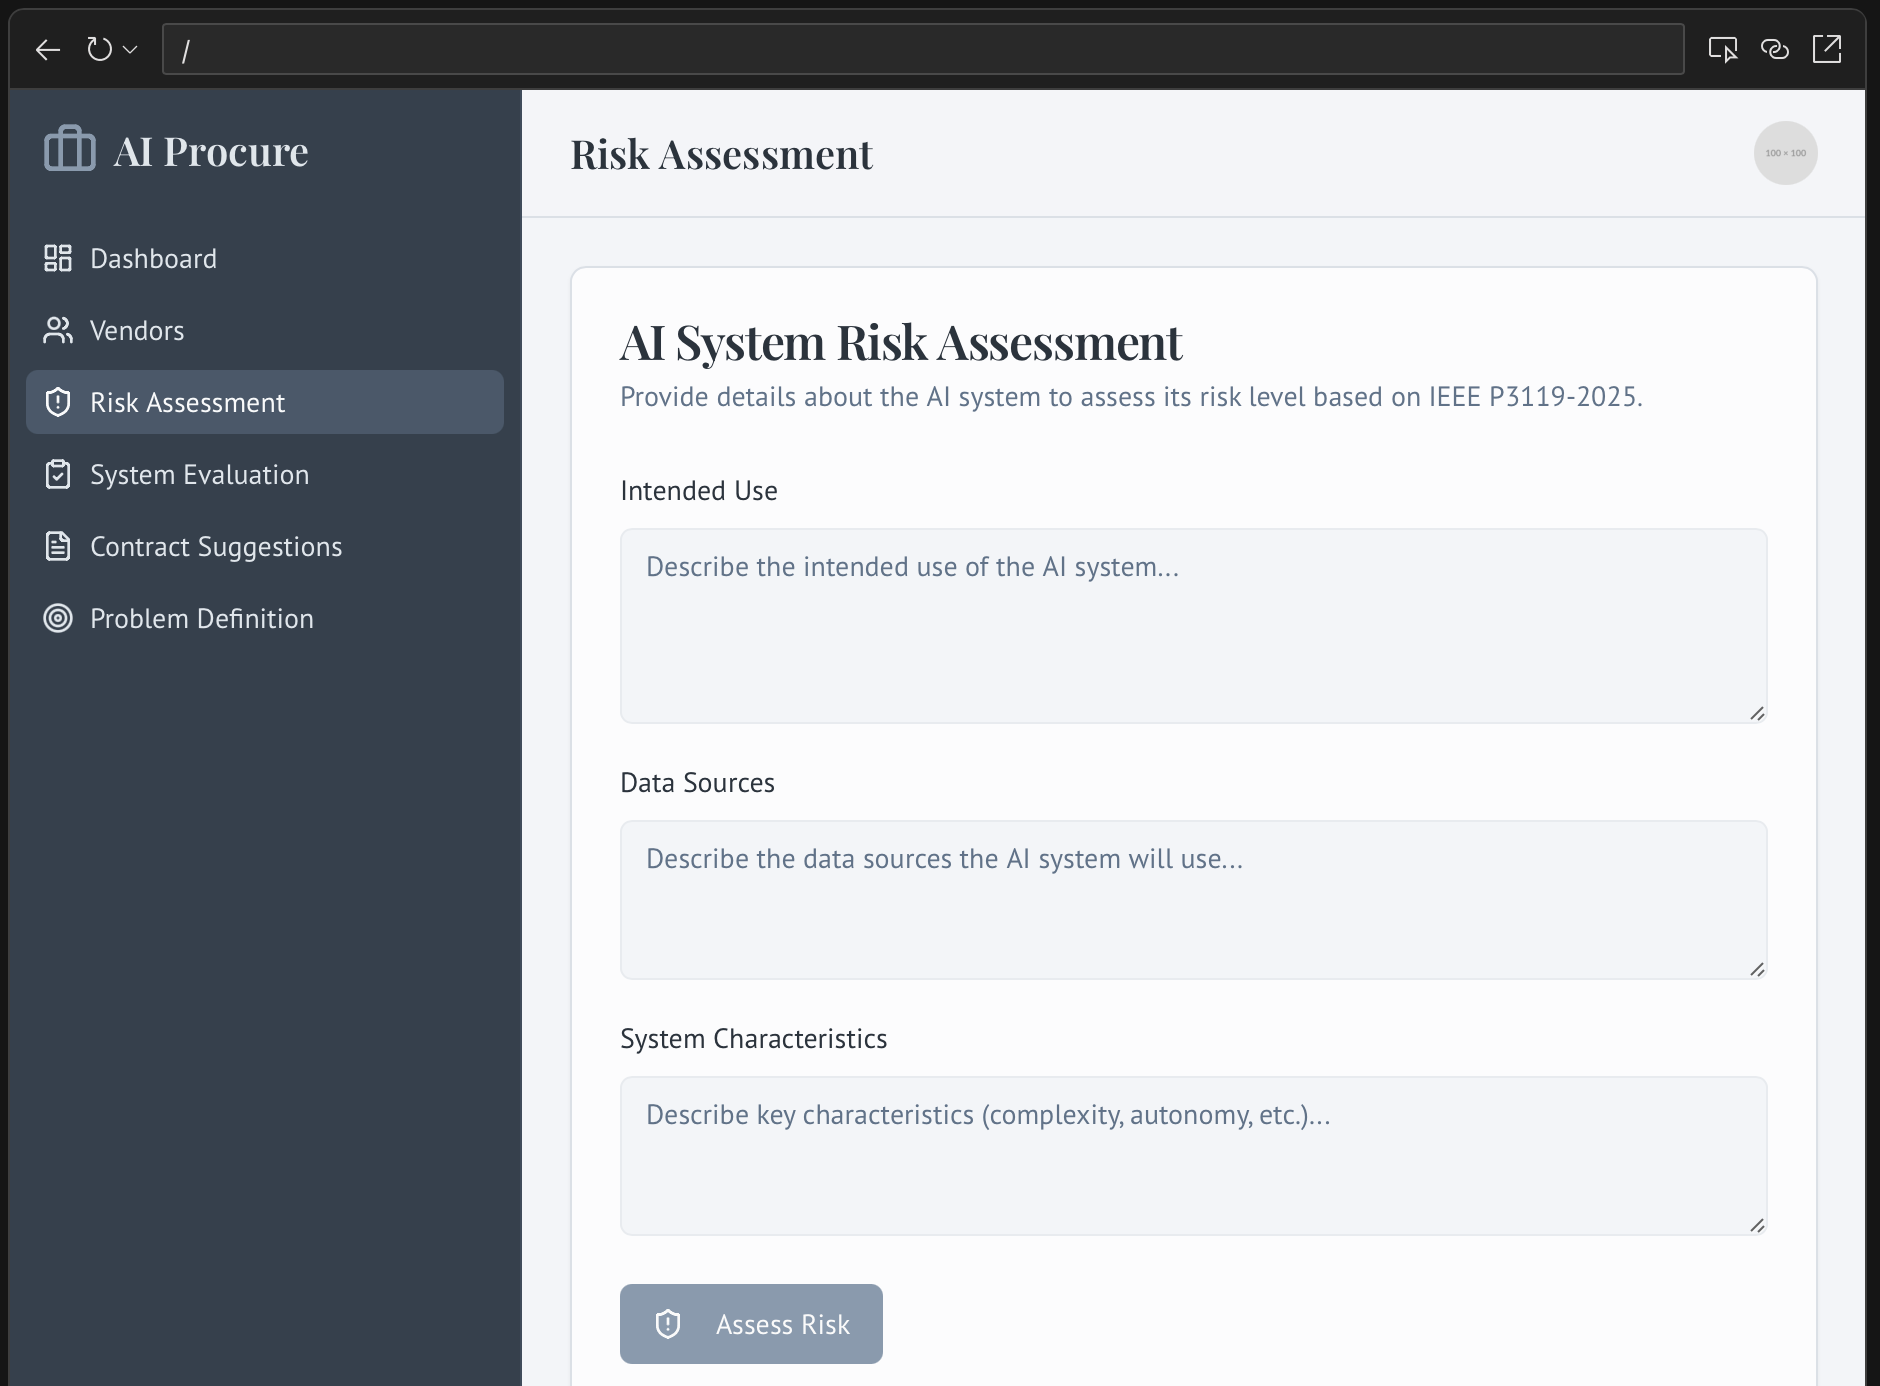 /
AI Procure
Dashboard
Vendors
Risk Assessment
System Evaluation
Contract Suggestions
Problem Definition
Risk Assessment
100 × 100
AI System Risk Assessment
Provide details about the AI system to assess its risk level based on IEEE P3119-2025.
Intended Use
Describe the intended use of the AI system...
Data Sources
Describe the data sources the AI system will use...
System Characteristics
Describe key characteristics (complexity, autonomy, etc.)...
Assess Risk